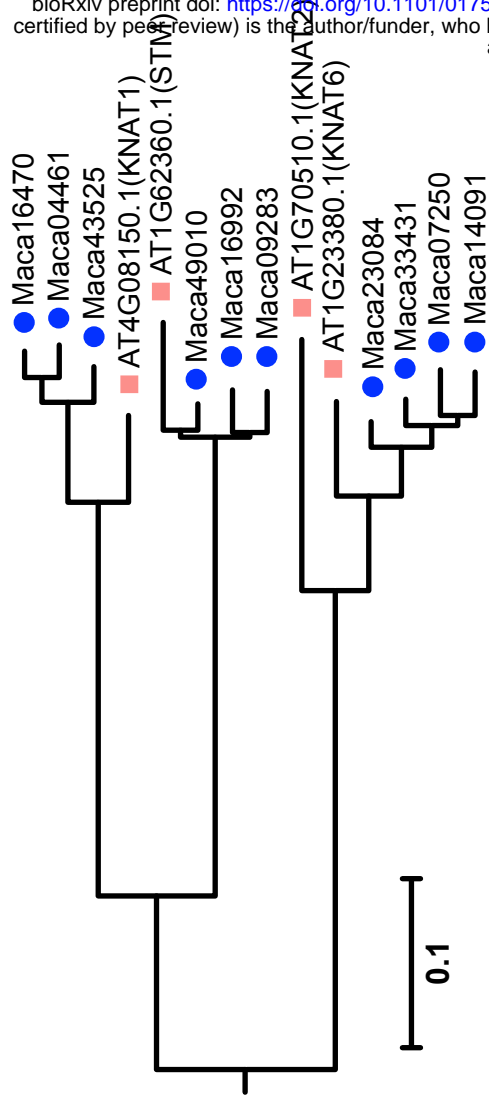 bioRxiv preprint doi: https://doi.org/10.1101/0175
certified by peer review) is the author/funder, who
Maca16470
Maca04461
Maca43525
AT4G08150.1(KNAT1)
AT1G62360.1(STM)
Maca49010
Maca16992
Maca09283
AT1G70510.1(KNAT2
AT1G23380.1(KNAT6)
Maca23084
Maca33431
Maca07250
Maca14091
0.1